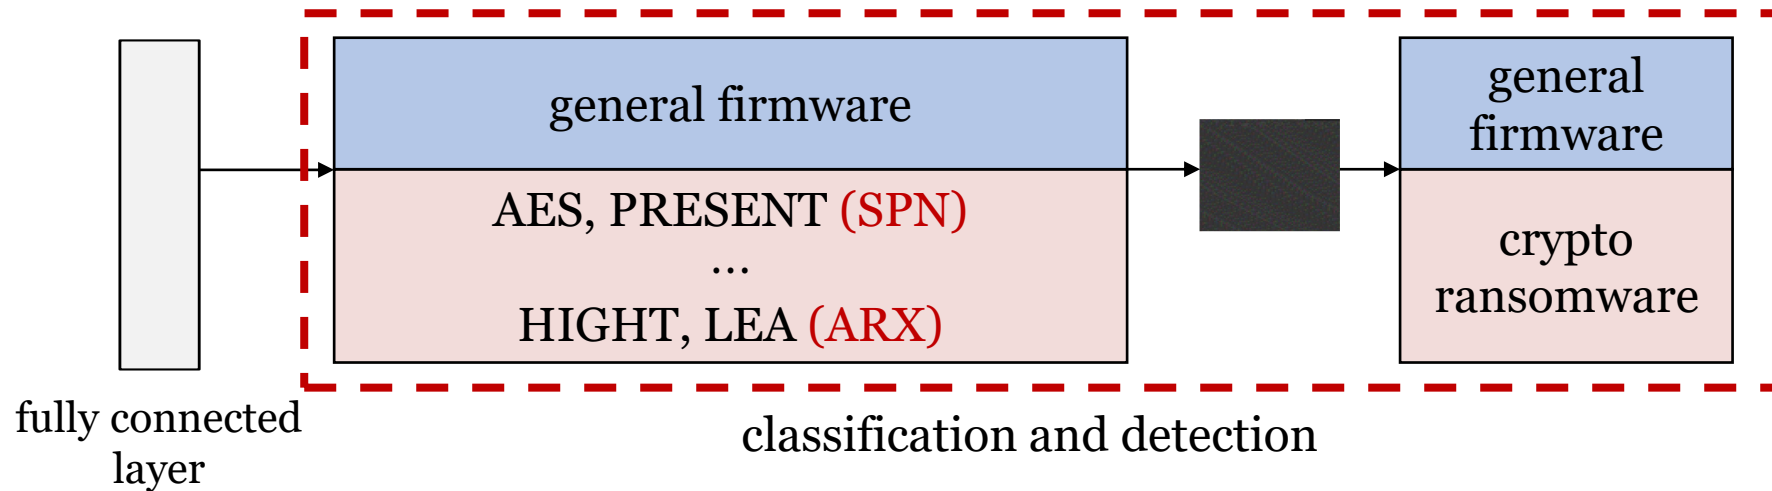 general firmware
AES, PRESENT (SPN)
...
HIGHT, LEA (ARX)
general
firmware
crypto
ransomware
fully connected
layer
classification and detection